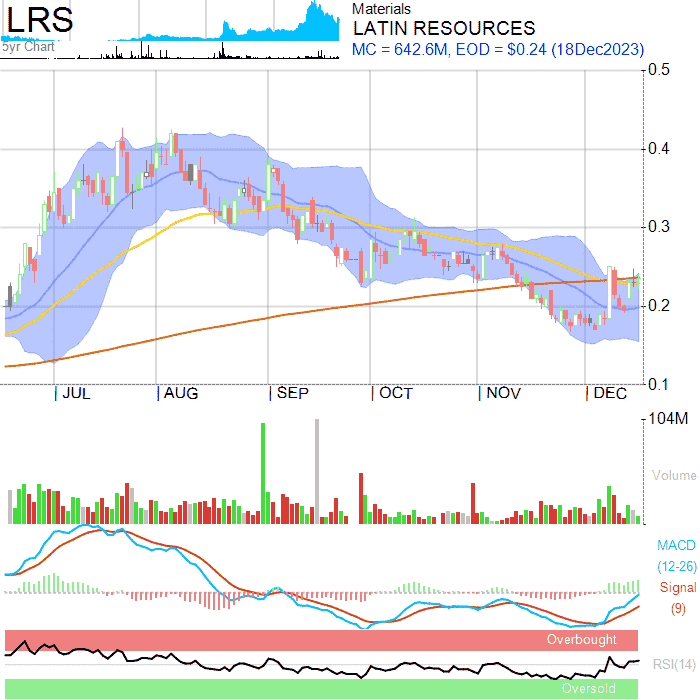 LRS
5yr Chart
Materials
LATIN RESOURCES
MC = 642.6M, EOD = $0.24 (18Dec2023)
0.5
0.4
0.3
0.2
0.1
JUL AUG SEP OCT NOV DEC
104M
Volume
MACD
(12-26)
Signal
(9)
Overbought
RSI(14)
Oversold